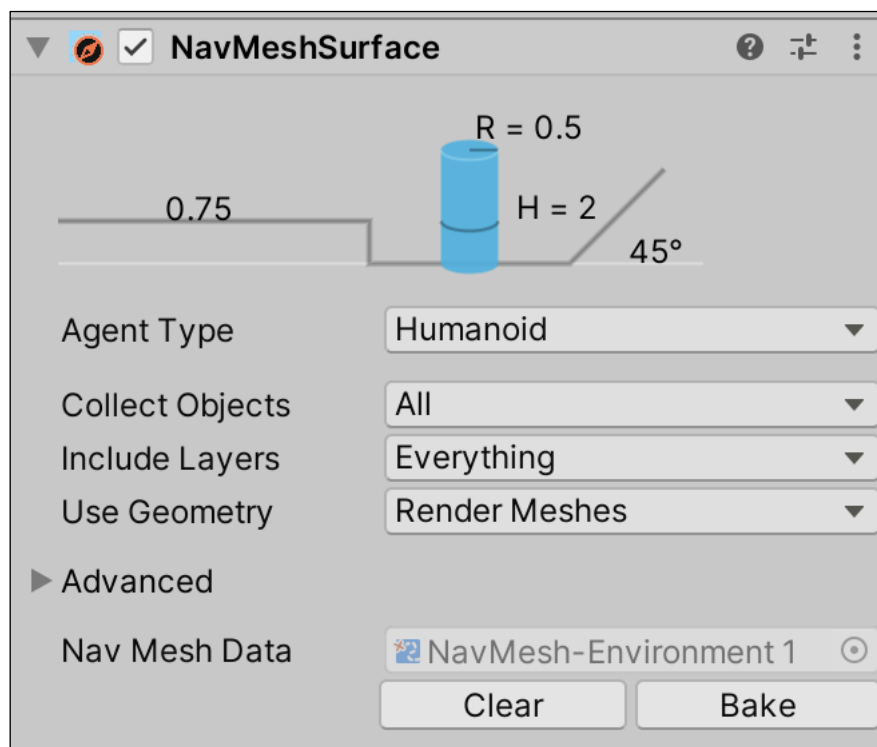 NavMeshSurface
R = 0.5
0.75
H = 2
45°
Agent Type Humanoid
Collect Objects All
Include Layers Everything
Use Geometry Render Meshes
Advanced
Nav Mesh Data NavMesh-Environment 1
Clear Bake